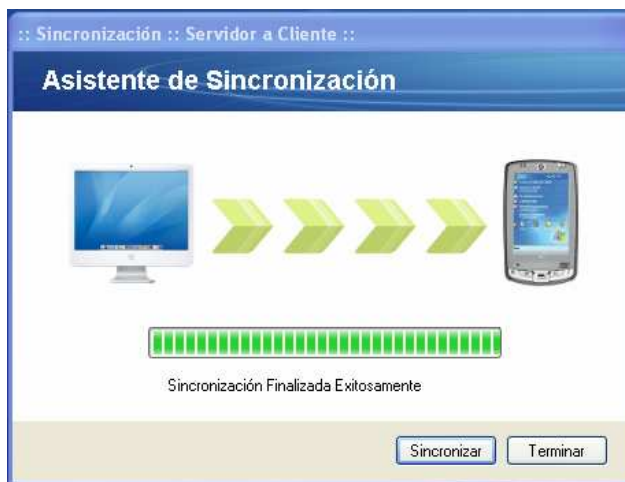 :: Sincronización :: Servidor a Cliente ::
Asistente de Sincronización
Sincronización Finalizada Exitosamente
Sincronizar
Terminar